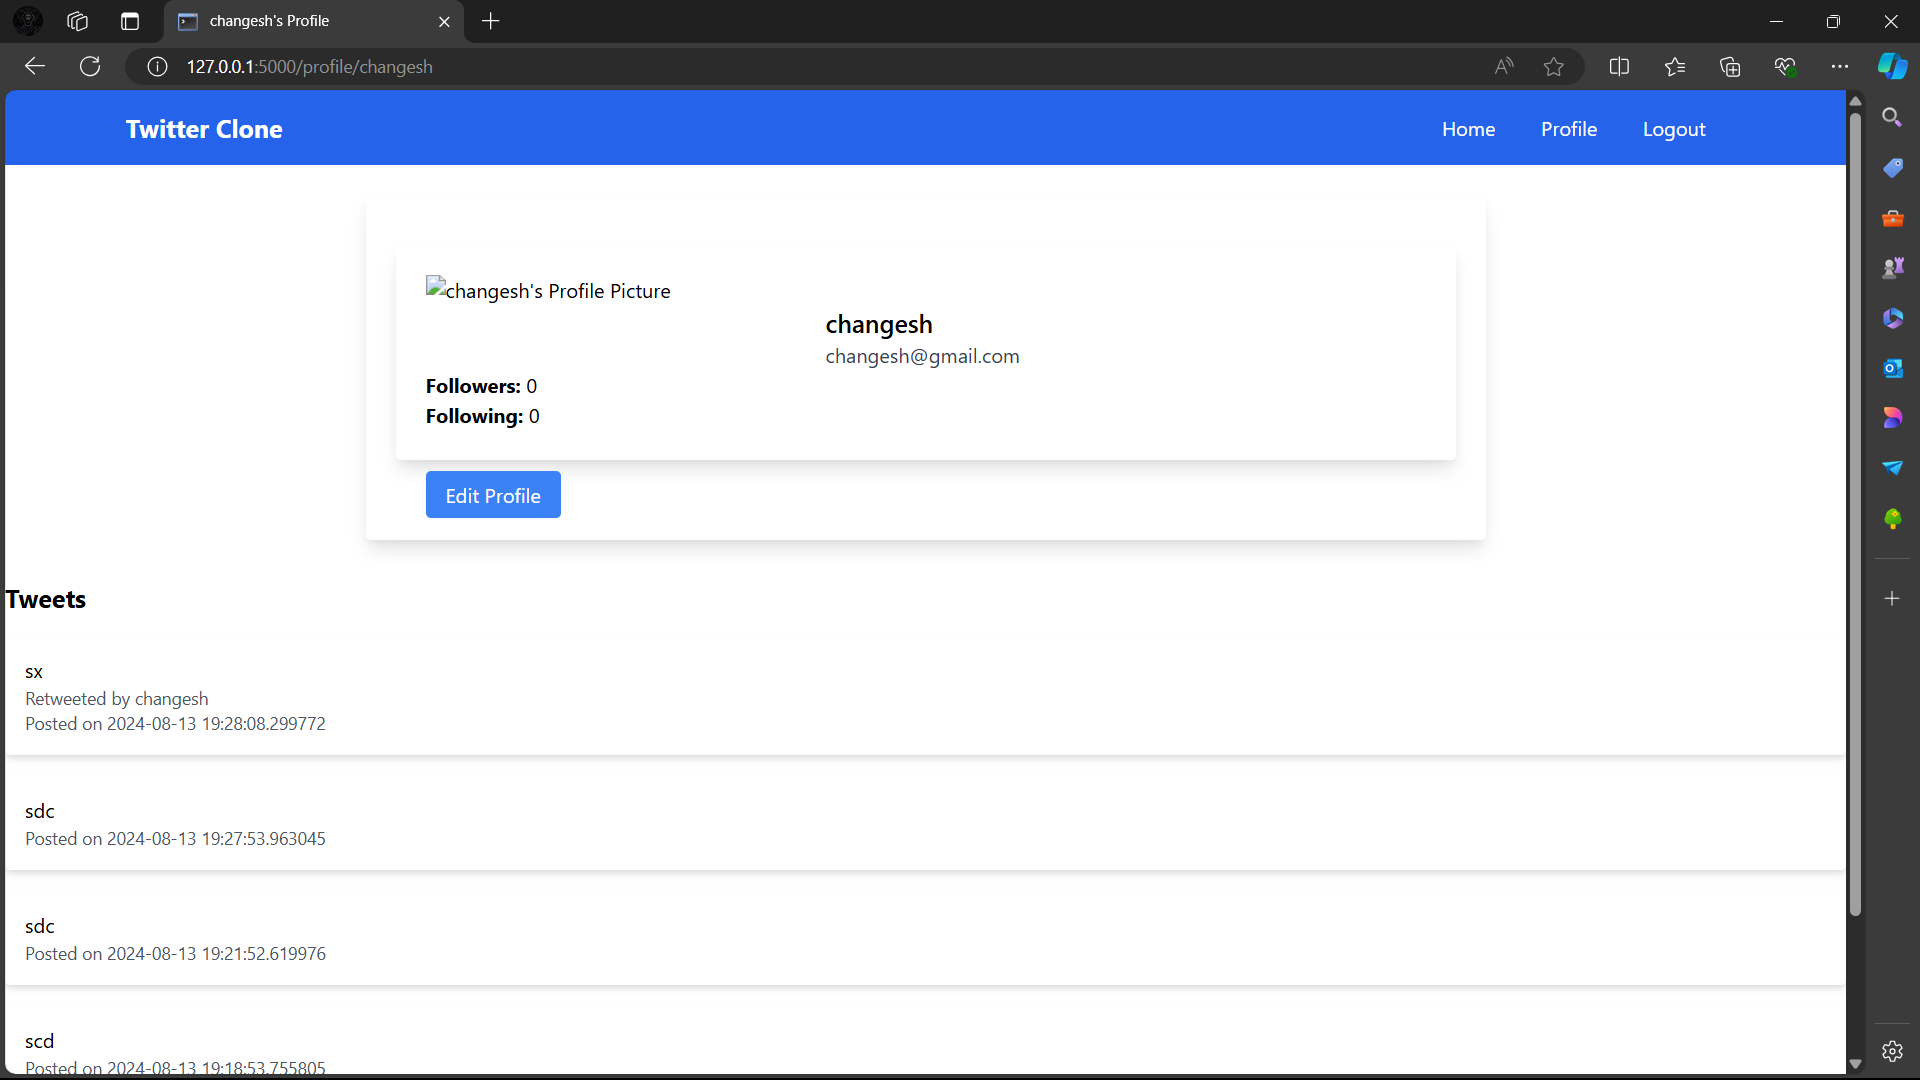 changesh's Profile
127.0.0.1:5000/profile/changesh
Twitter Clone
Home Profile Logout
changesh's Profile Picture
changesh
changesh@gmail.com
Followers: 0
Following: 0
Edit Profile
Tweets
sx
Retweeted by changesh
Posted on 2024-08-13 19:28:08.299772
sdc
Posted on 2024-08-13 19:27:53.963045
sdc
Posted on 2024-08-13 19:21:52.619976
scd
Posted on 2024-08-13 19:18:53.755805